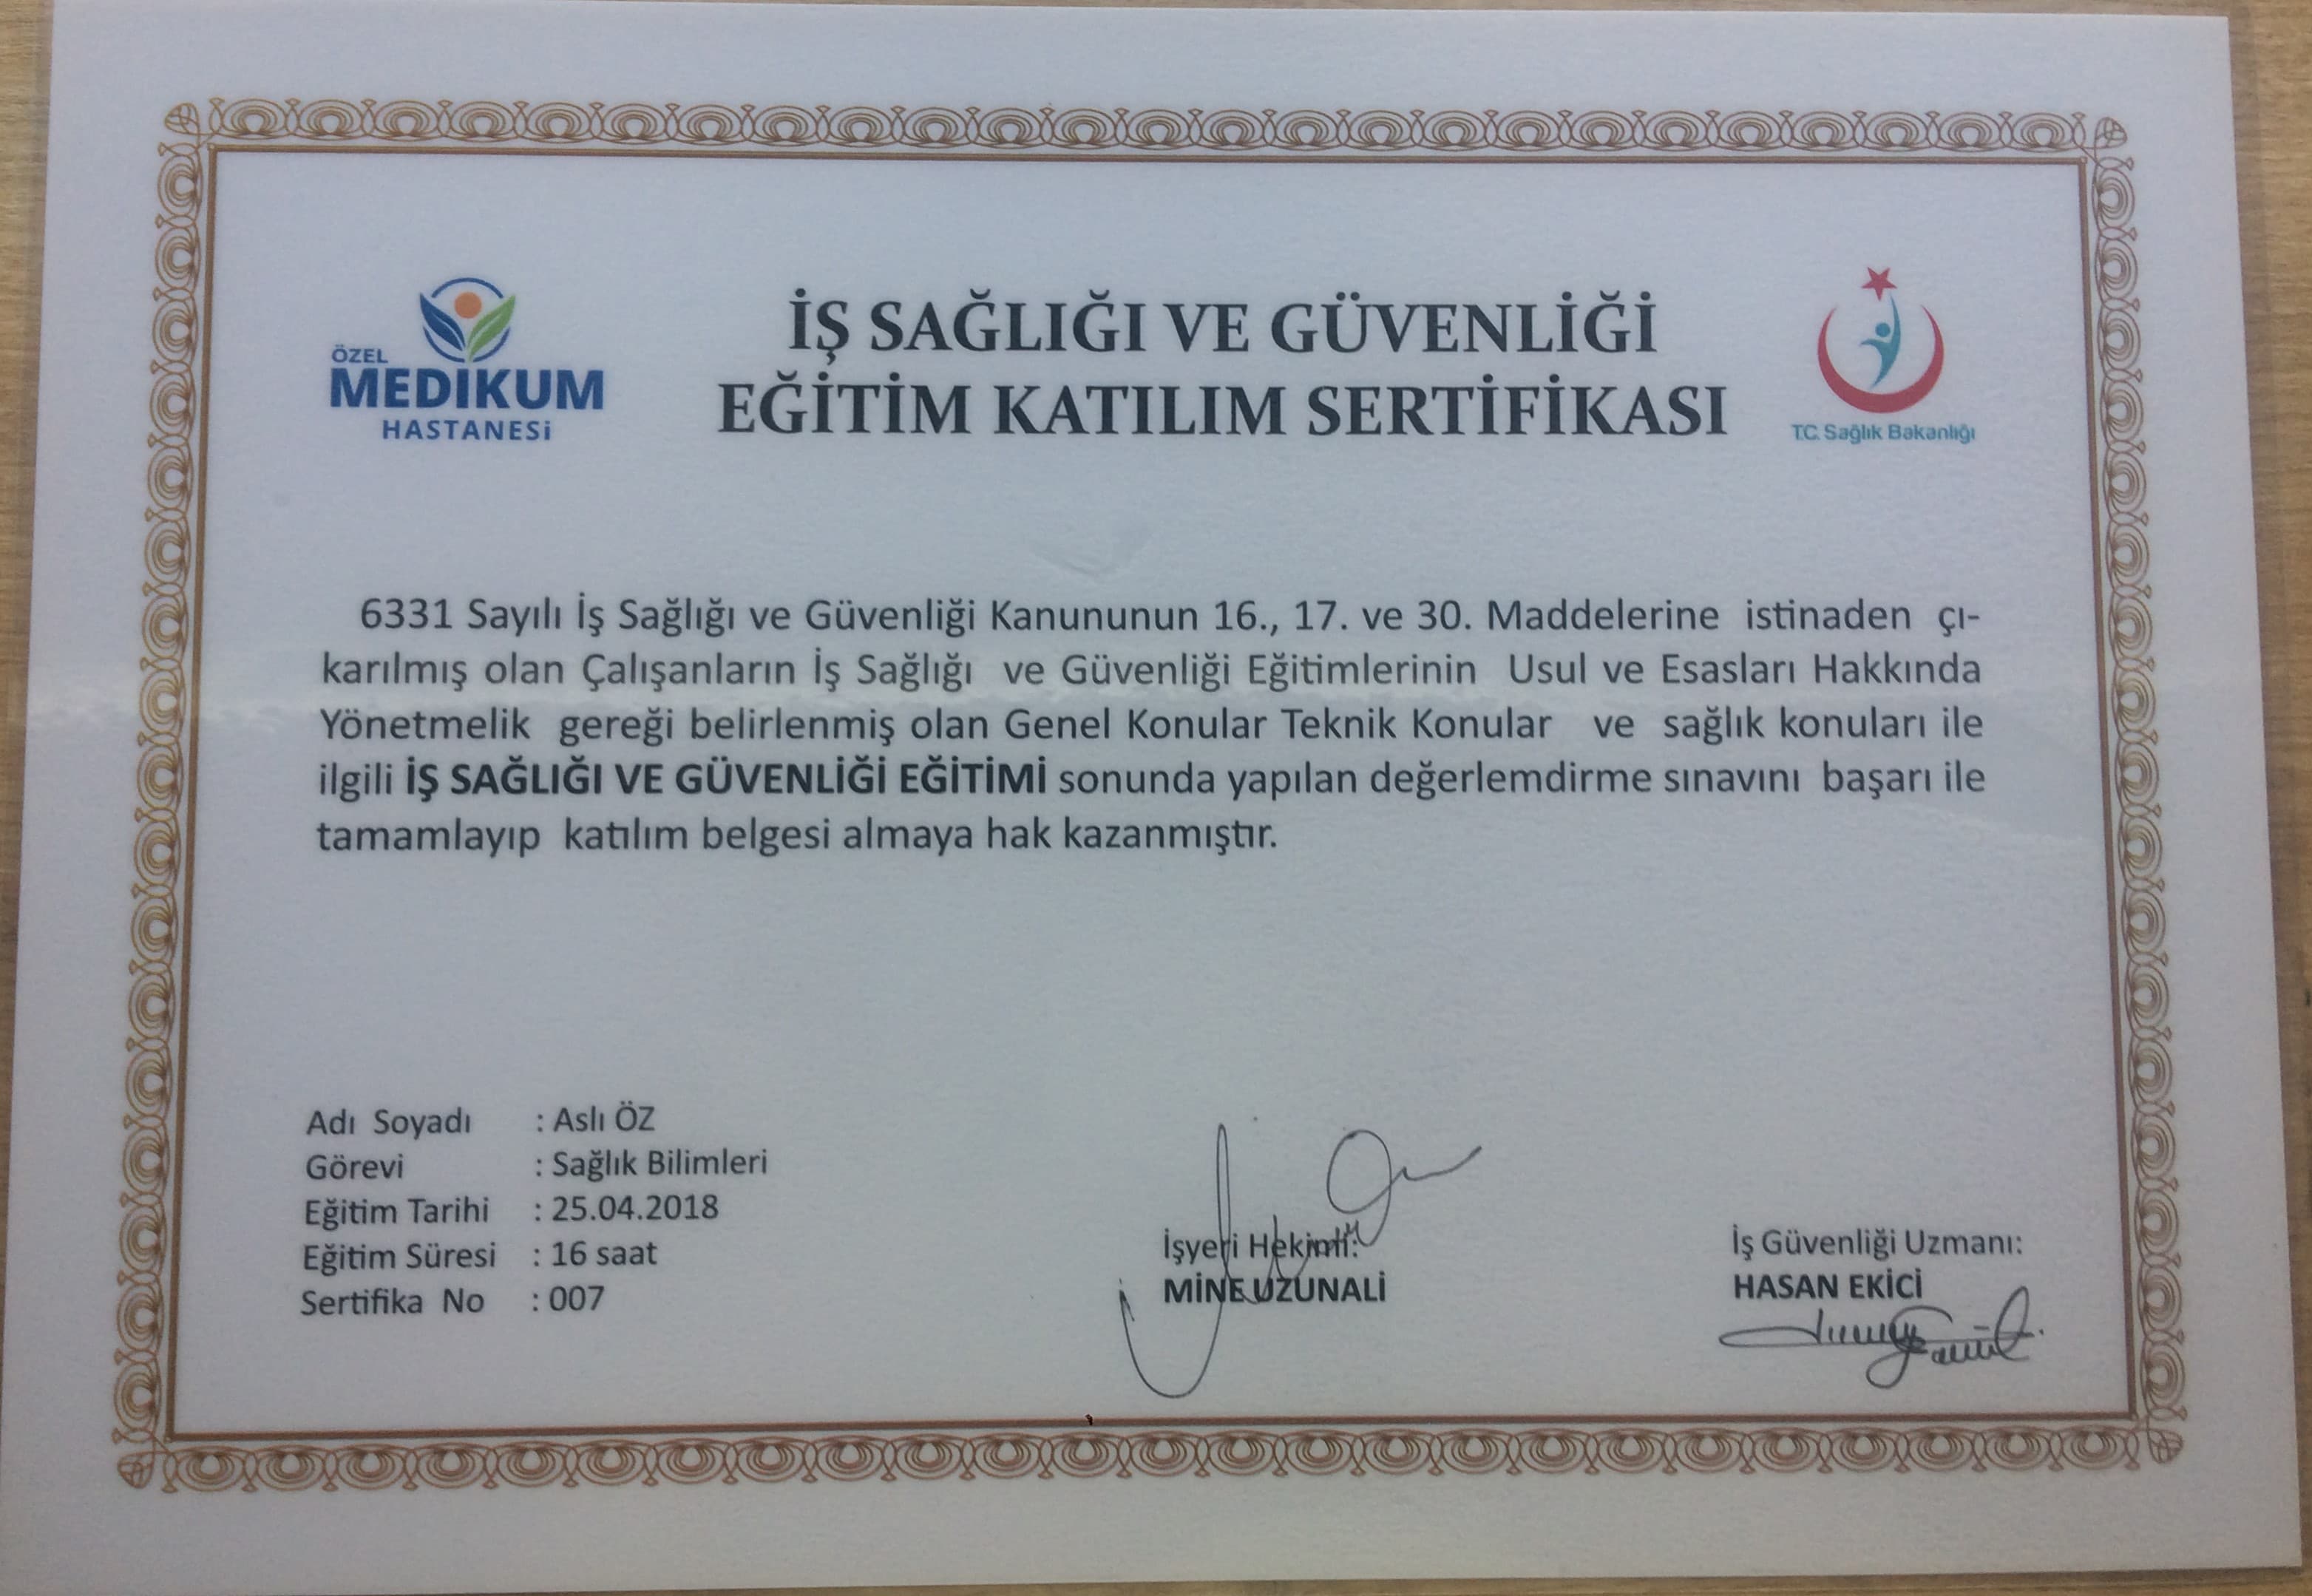 ÖZEL
MEDIKUM
HASTANESİ
İŞ SAĞLIĞI VE GÜVENLİĞİ
EĞİTİM KATILIM SERTİFİKASI
T.C. Sağlık Bakanlığı
6331 Sayılı İş Sağlığı ve Güvenliği Kanununun 16., 17. ve 30. Maddelerine istinaden çı-
karılmış olan Çalışanların İş Sağlığı ve Güvenliği Eğitimlerinin Usul ve Esasları Hakkında
Yönetmelik gereği belirlenmiş olan Genel Konular Teknik Konular ve sağlık konuları ile
ilgili İŞ SAĞLIĞI VE GÜVENLİĞİ EĞİTİMİ sonunda yapılan değerlemdirme sınavını başarı ile
tamamlayıp katılım belgesi almaya hak kazanmıştır.
Adı Soyadı : Aslı ÖZ
Görevi : Sağlık Bilimleri
Eğitim Tarihi : 25.04.2018
Eğitim Süresi : 16 saat
Sertifika No : 007
İşyeri Hekimi:
MİNE UZUNALİ
İş Güvenliği Uzmanı:
HASAN EKİCİ